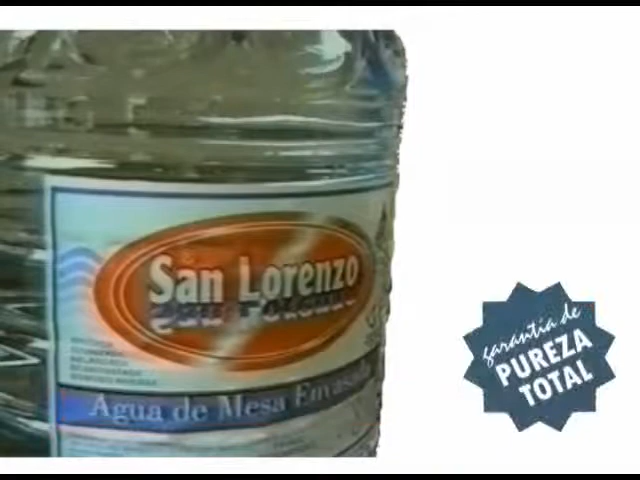 San Lorenzo
Agua de Mesa Envasada
garantía de
PUREZA
TOTAL